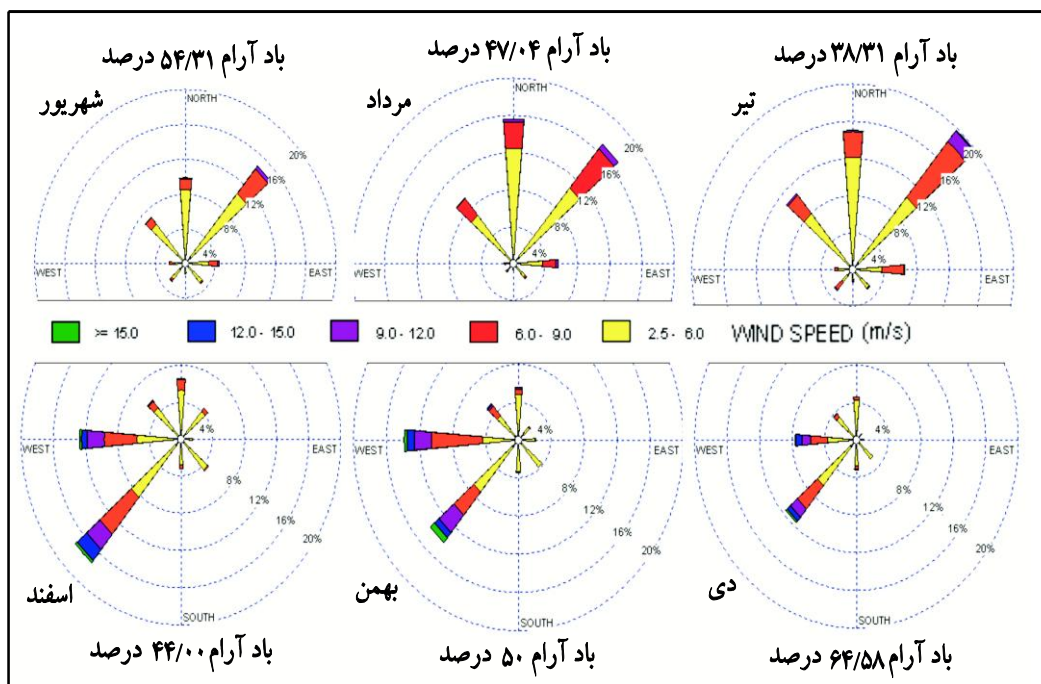 باد آرام ۳۸/۳۱ درصد
تیر
NORTH
20%
16%
12%
8%
4%
WEST
EAST
باد آرام ۴۷/۰۴ درصد
مرداد
NORTH
20%
16%
12%
8%
4%
WEST
EAST
باد آرام ۵۴/۳۱ درصد
شهریور
NORTH
20%
16%
12%
8%
4%
WEST
EAST
>= 15.0 12.0 - 15.0 9.0 - 12.0 6.0 - 9.0 2.5 - 6.0 WIND SPEED (m/s)
4%
WEST
EAST
8%
12%
16%
20%
دی
SOUTH
باد آرام ۶۴/۵۸ درصد
4%
WEST
EAST
8%
12%
16%
20%
بهمن
SOUTH
باد آرام ۵۰ درصد
4%
WEST
EAST
8%
12%
16%
20%
اسفند
SOUTH
باد آرام ۴۴/۰۰ درصد